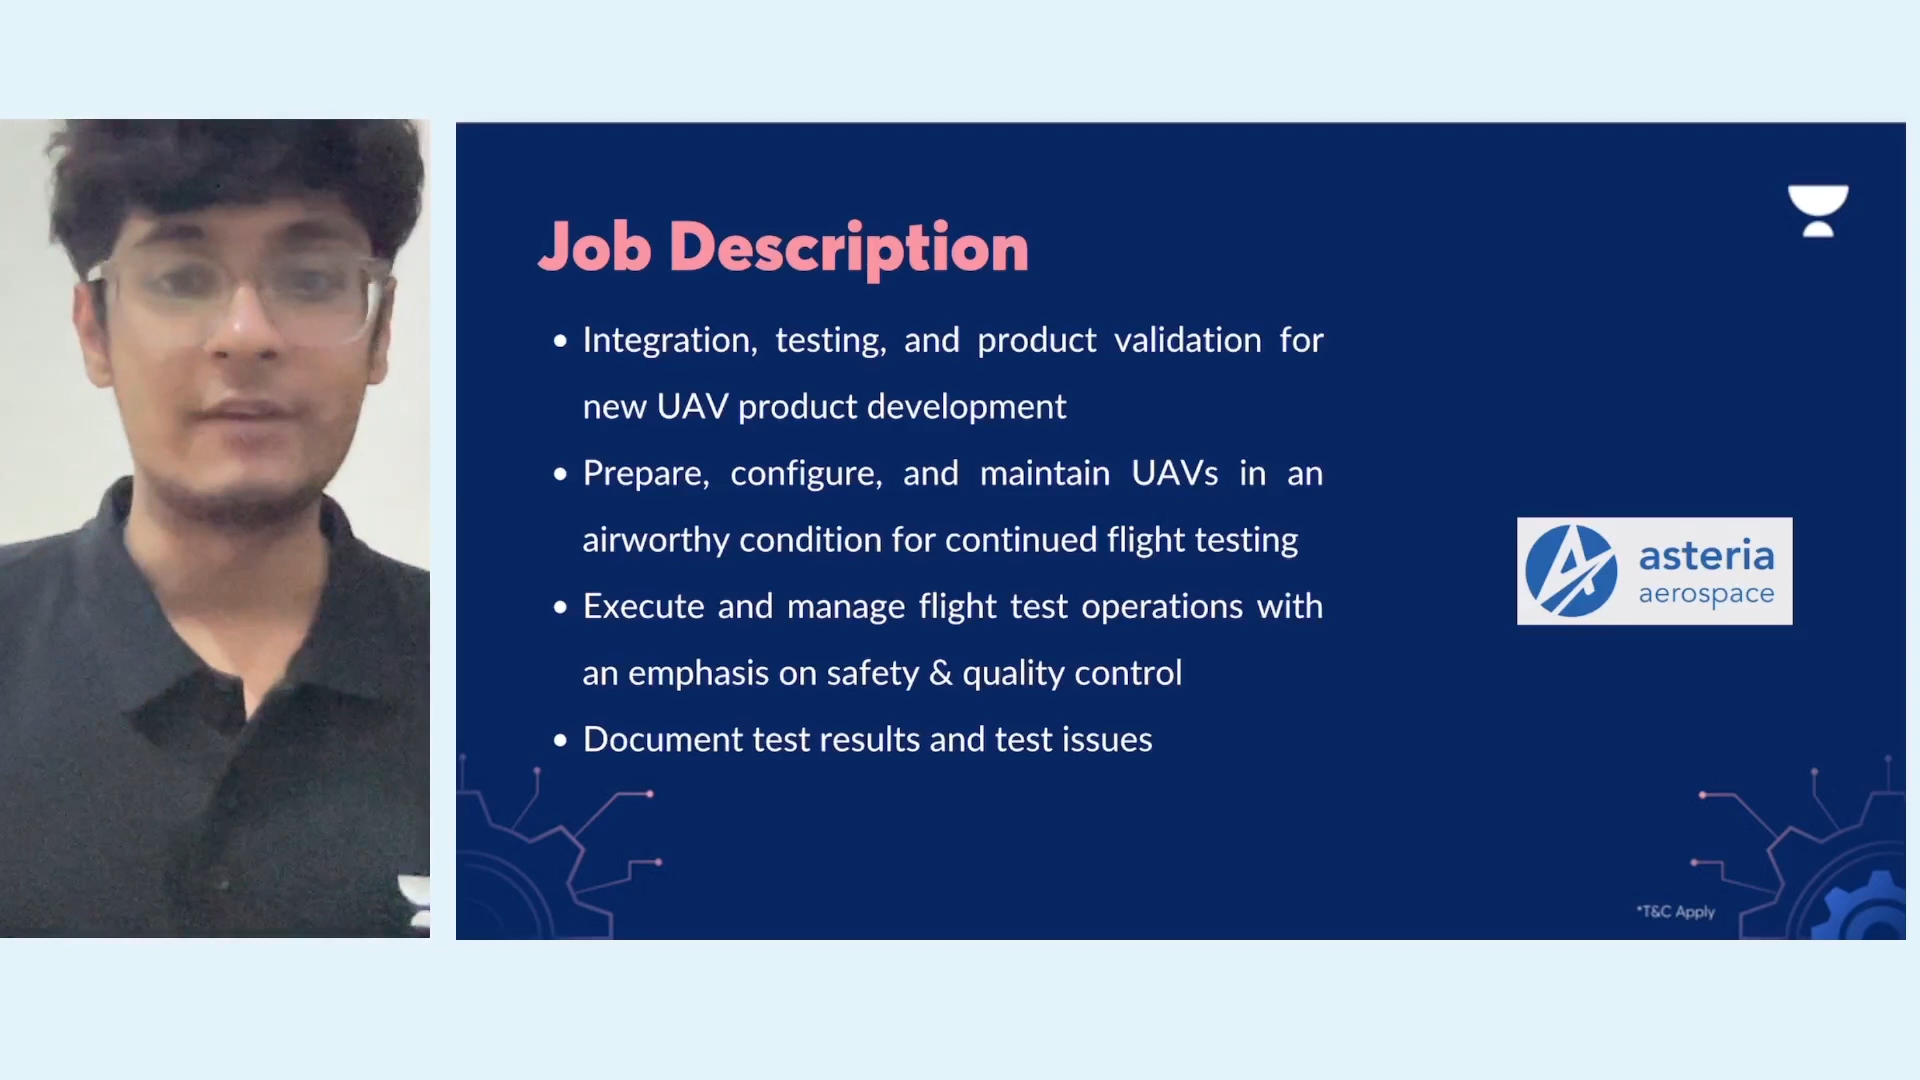 Job Description
• Integration, testing, and product validation for
new UAV product development
• Prepare, configure, and maintain UAVs in an
airworthy condition for continued flight testing
• Execute and manage flight test operations with
an emphasis on safety & quality control
• Document test results and test issues
asteria
aerospace
*T&C Apply